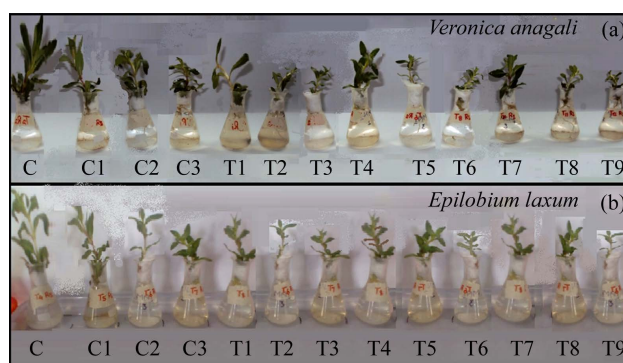 Veronica anagali (a)
C C1 C2 C3 T1 T2 T3 T4 T5 T6 T7 T8 T9
Epilobium laxum (b)
C C1 C2 C3 T1 T2 T3 T4 T5 T6 T7 T8 T9